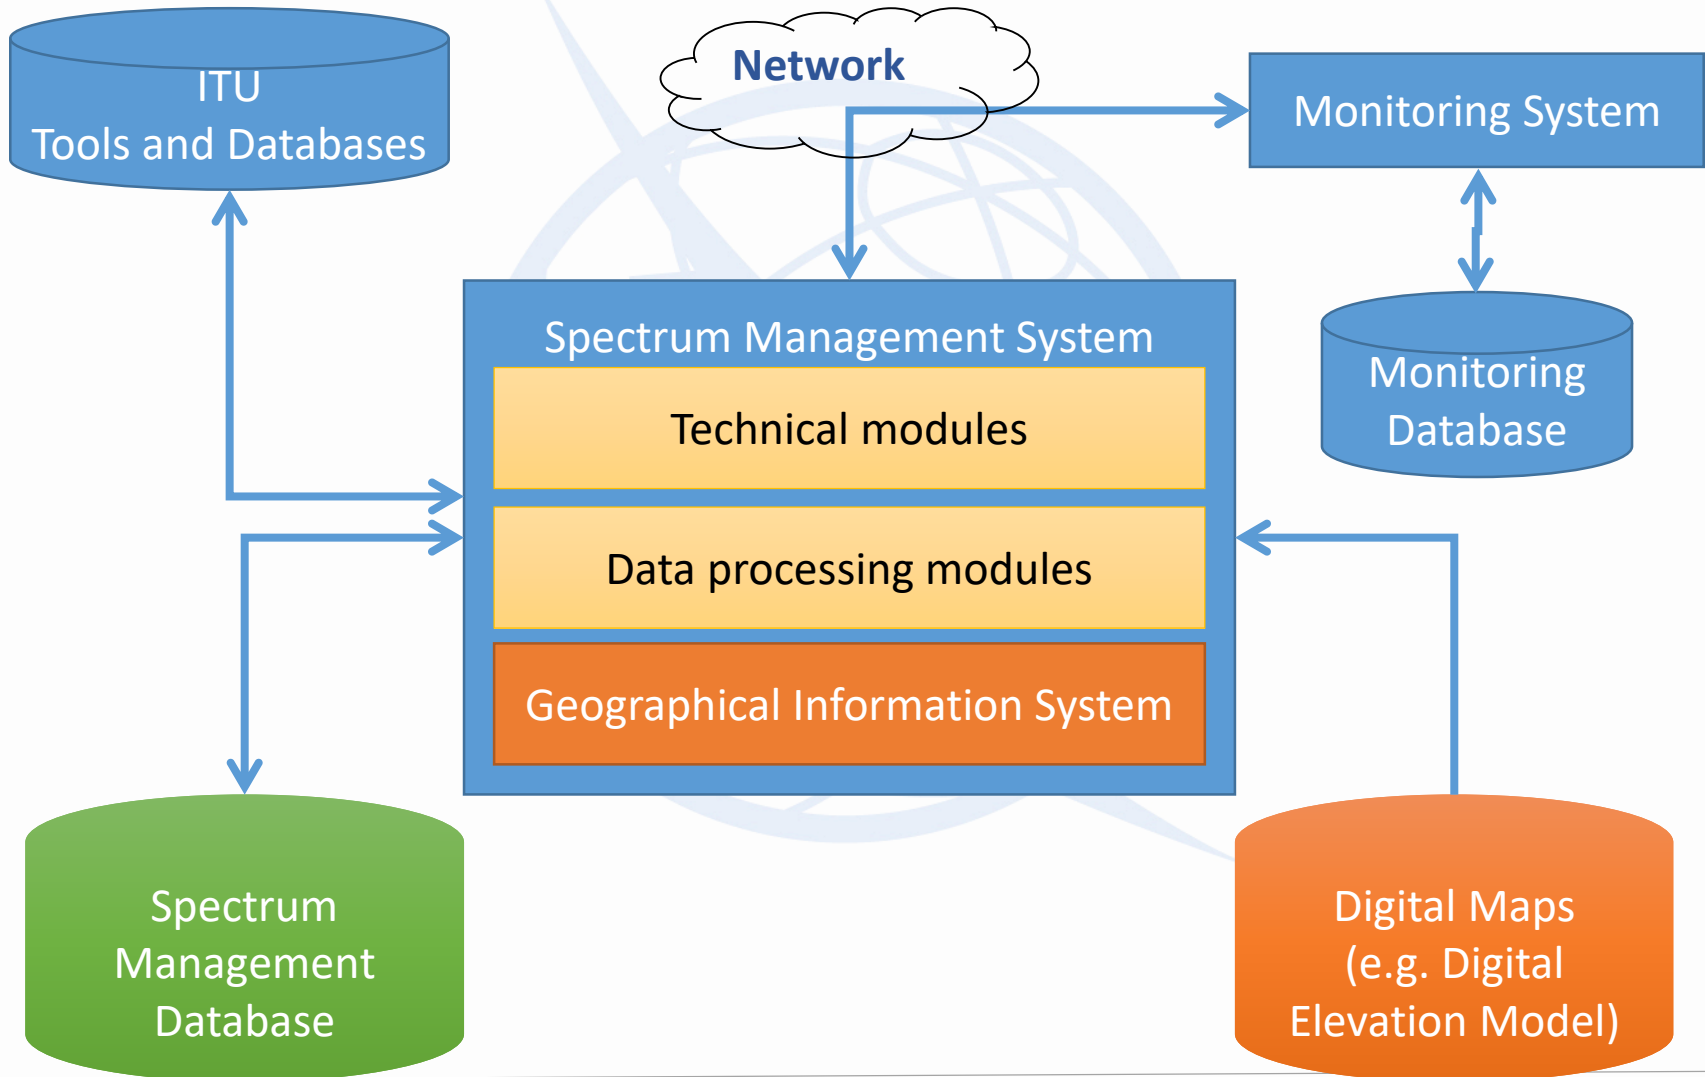 ITU
Tools and Databases
Network
Monitoring System
Spectrum Management System
Technical modules
Data processing modules
Geographical Information System
Monitoring
Database
Spectrum
Management
Database
Digital Maps
(e.g. Digital
Elevation Model)